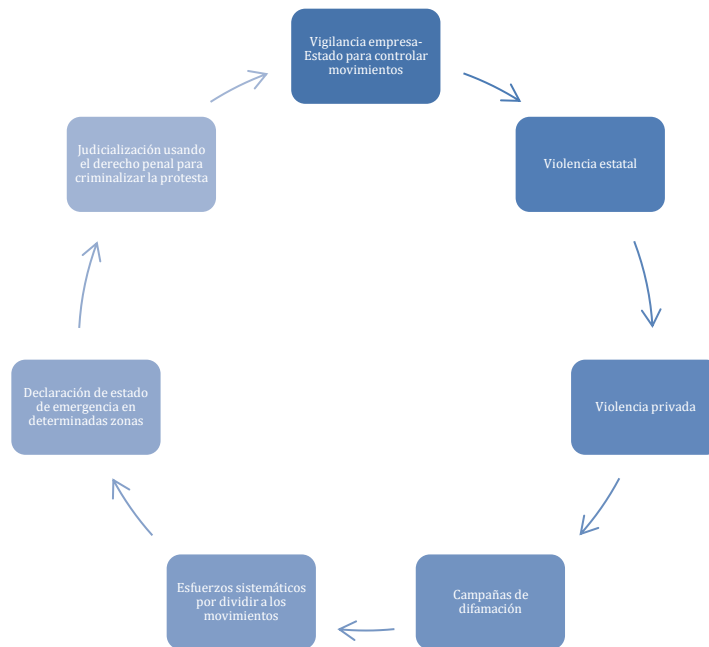 Vigilancia empresa-
Estado para controlar
movimientos
Violencia estatal
Violencia privada
Campañas de
difamación
Esfuerzos sistemáticos
por dividir a los
movimientos
Declaración de estado
de emergencia en
determinadas zonas
Judicialización usando
el derecho penal para
criminalizar la protesta